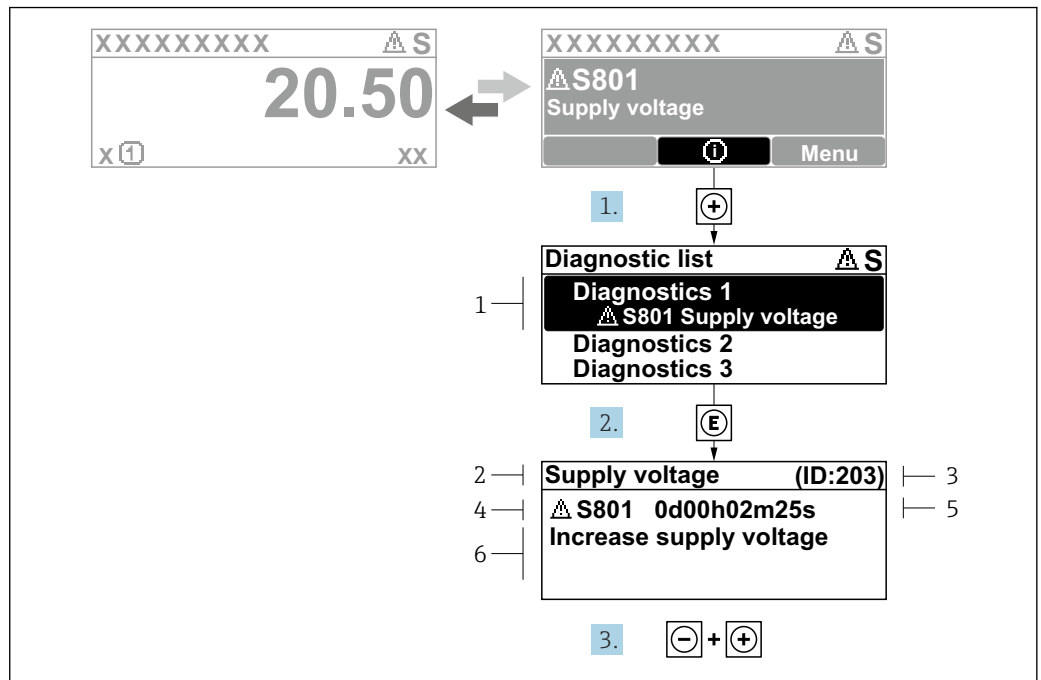 XXXXXXXXX ⚠ S
20.50
X ① XX
XXXXXXXXX ⚠ S
⚠ S801
Supply voltage
ⓘ Menu
1. +
Diagnostic list ⚠ S
1
Diagnostics 1
⚠ S801 Supply voltage
Diagnostics 2
Diagnostics 3
2. E
2 Supply voltage (ID:203) 3
4 ⚠ S801 0d00h02m25s 5
6 Increase supply voltage
3. − + +